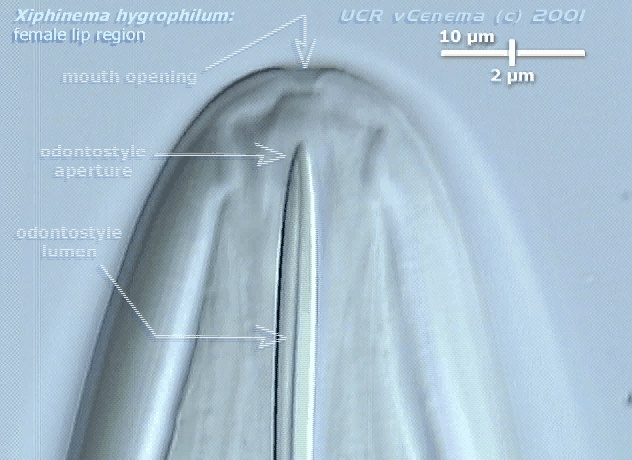 Xiphinema hygrophilum:
female lip region
UCR vCenema (c) 2001
10 µm
2 µm
mouth opening
odontostyle
aperture
odontostyle
lumen